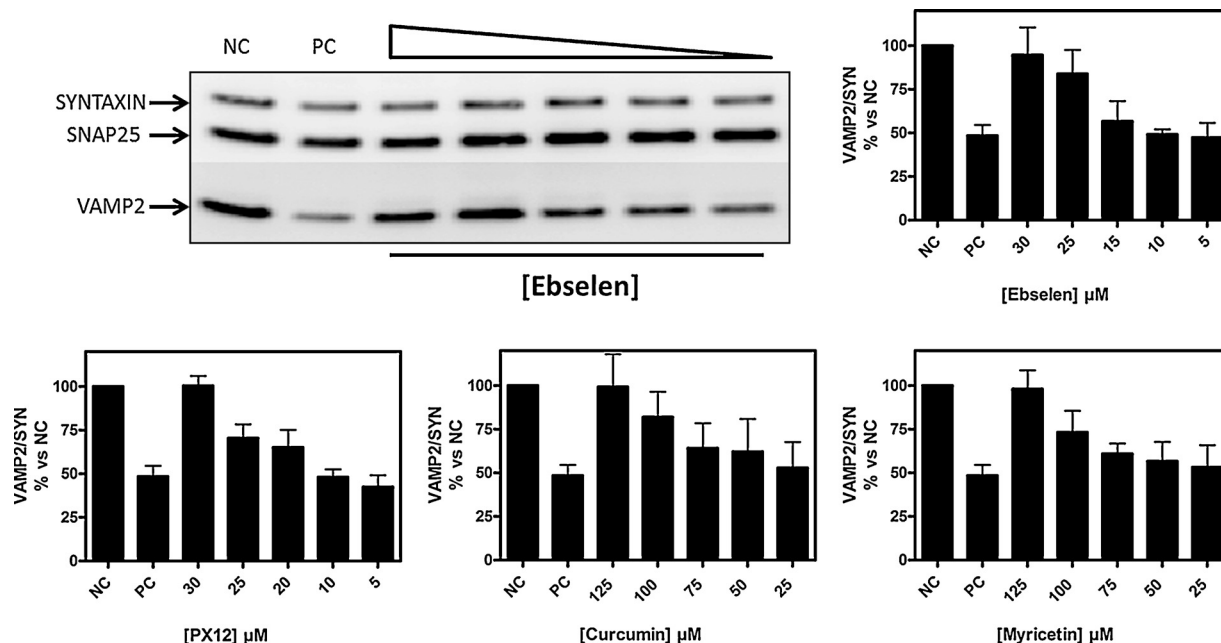 NC PC
SYNTAXIN
SNAP25
VAMP2
[Ebselen]
VAMP2/SYN
% vs NC
100
75
50
25
0
NC PC 30 25 15 10 5
[Ebselen] µM
VAMP2/SYN
% vs NC
100
75
50
25
0
NC PC 30 25 20 10 5
[PX12] µM
VAMP2/SYN
% vs NC
100
75
50
25
0
NC PC 125 100 75 50 25
[Curcumin] µM
VAMP2/SYN
% vs NC
100
75
50
25
0
NC PC 125 100 75 50 25
[Myricetin] µM